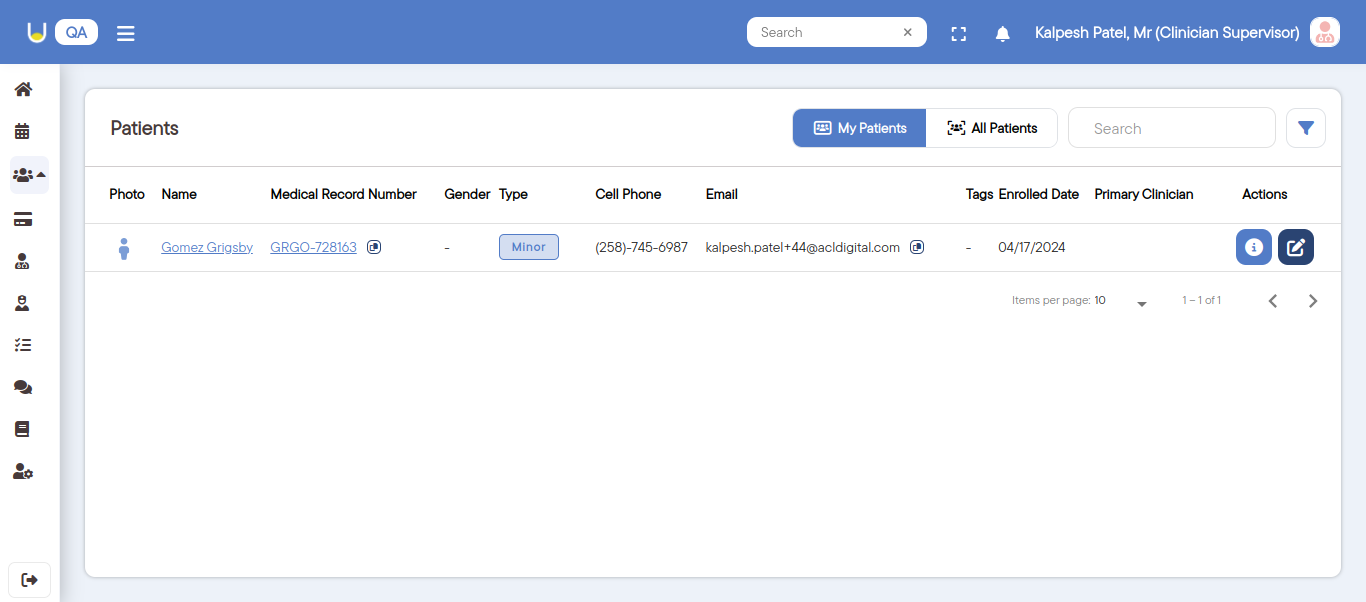 QA
Search
Kalpesh Patel, Mr (Clinician Supervisor)
Patients
My Patients
All Patients
Search
Photo Name Medical Record Number Gender Type Cell Phone Email Tags Enrolled Date Primary Clinician Actions
Gomez Grigsby GRGO-728163 - Minor (258)-745-6987 kalpesh.patel+44@acldigital.com - 04/17/2024
Items per page: 10 1 – 1 of 1